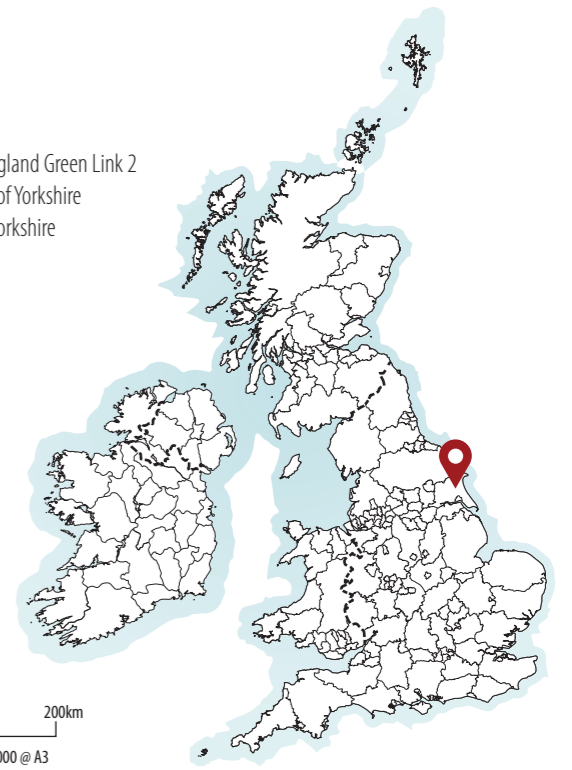 gland Green Link 2
of Yorkshire
orkshire
200km
000 @ A3